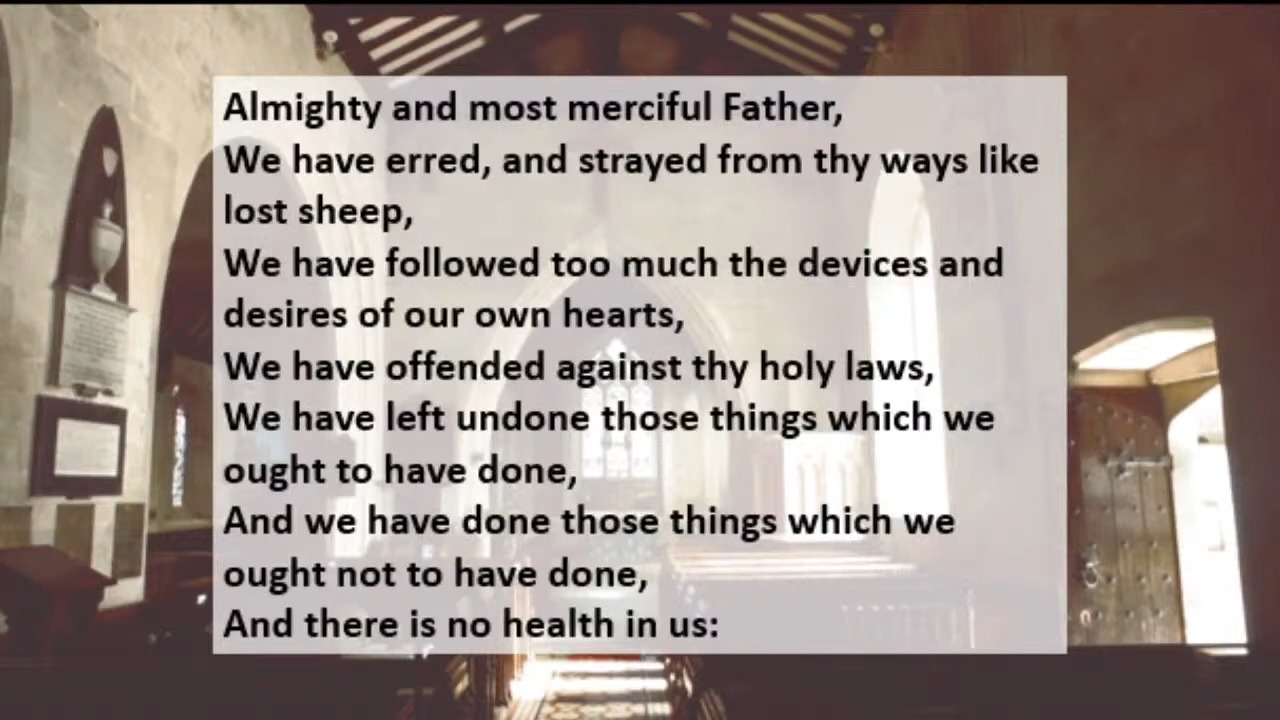 Almighty and most merciful Father,
We have erred, and strayed from thy ways like
lost sheep,
We have followed too much the devices and
desires of our own hearts,
We have offended against thy holy laws,
We have left undone those things which we
ought to have done,
And we have done those things which we
ought not to have done,
And there is no health in us: